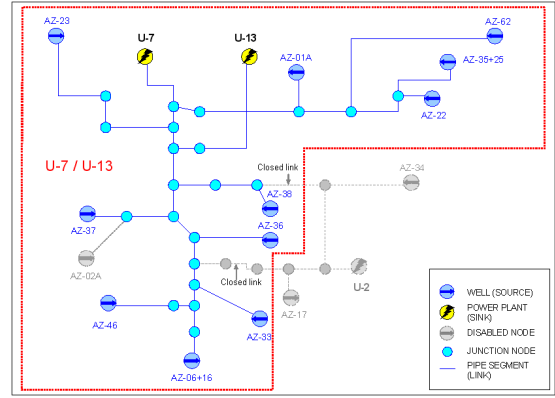 AZ-23
U-7
U-13
AZ-62
AZ-01A
AZ-35+25
AZ-22
U-7 / U-13
Closed link
AZ-34
AZ-38
AZ-37
AZ-36
AZ-02A
Closed link
U-2
AZ-17
AZ-46
AZ-33
AZ-06+16
WELL (SOURCE)
POWER PLANT
(SINK)
DISABLED NODE
JUNCTION NODE
PIPE SEGMENT
(LINK)